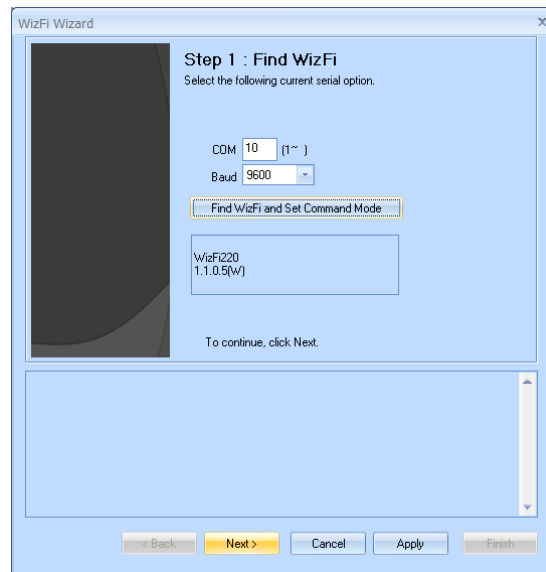 WizFi Wizard x
Step 1 : Find WizFi
Select the following current serial option.
COM 10 (1~ )
Baud 9600
Find WizFi and Set Command Mode
WizFi220
1.1.0.5(W)
To continue, click Next.
< Back Next > Cancel Apply Finish